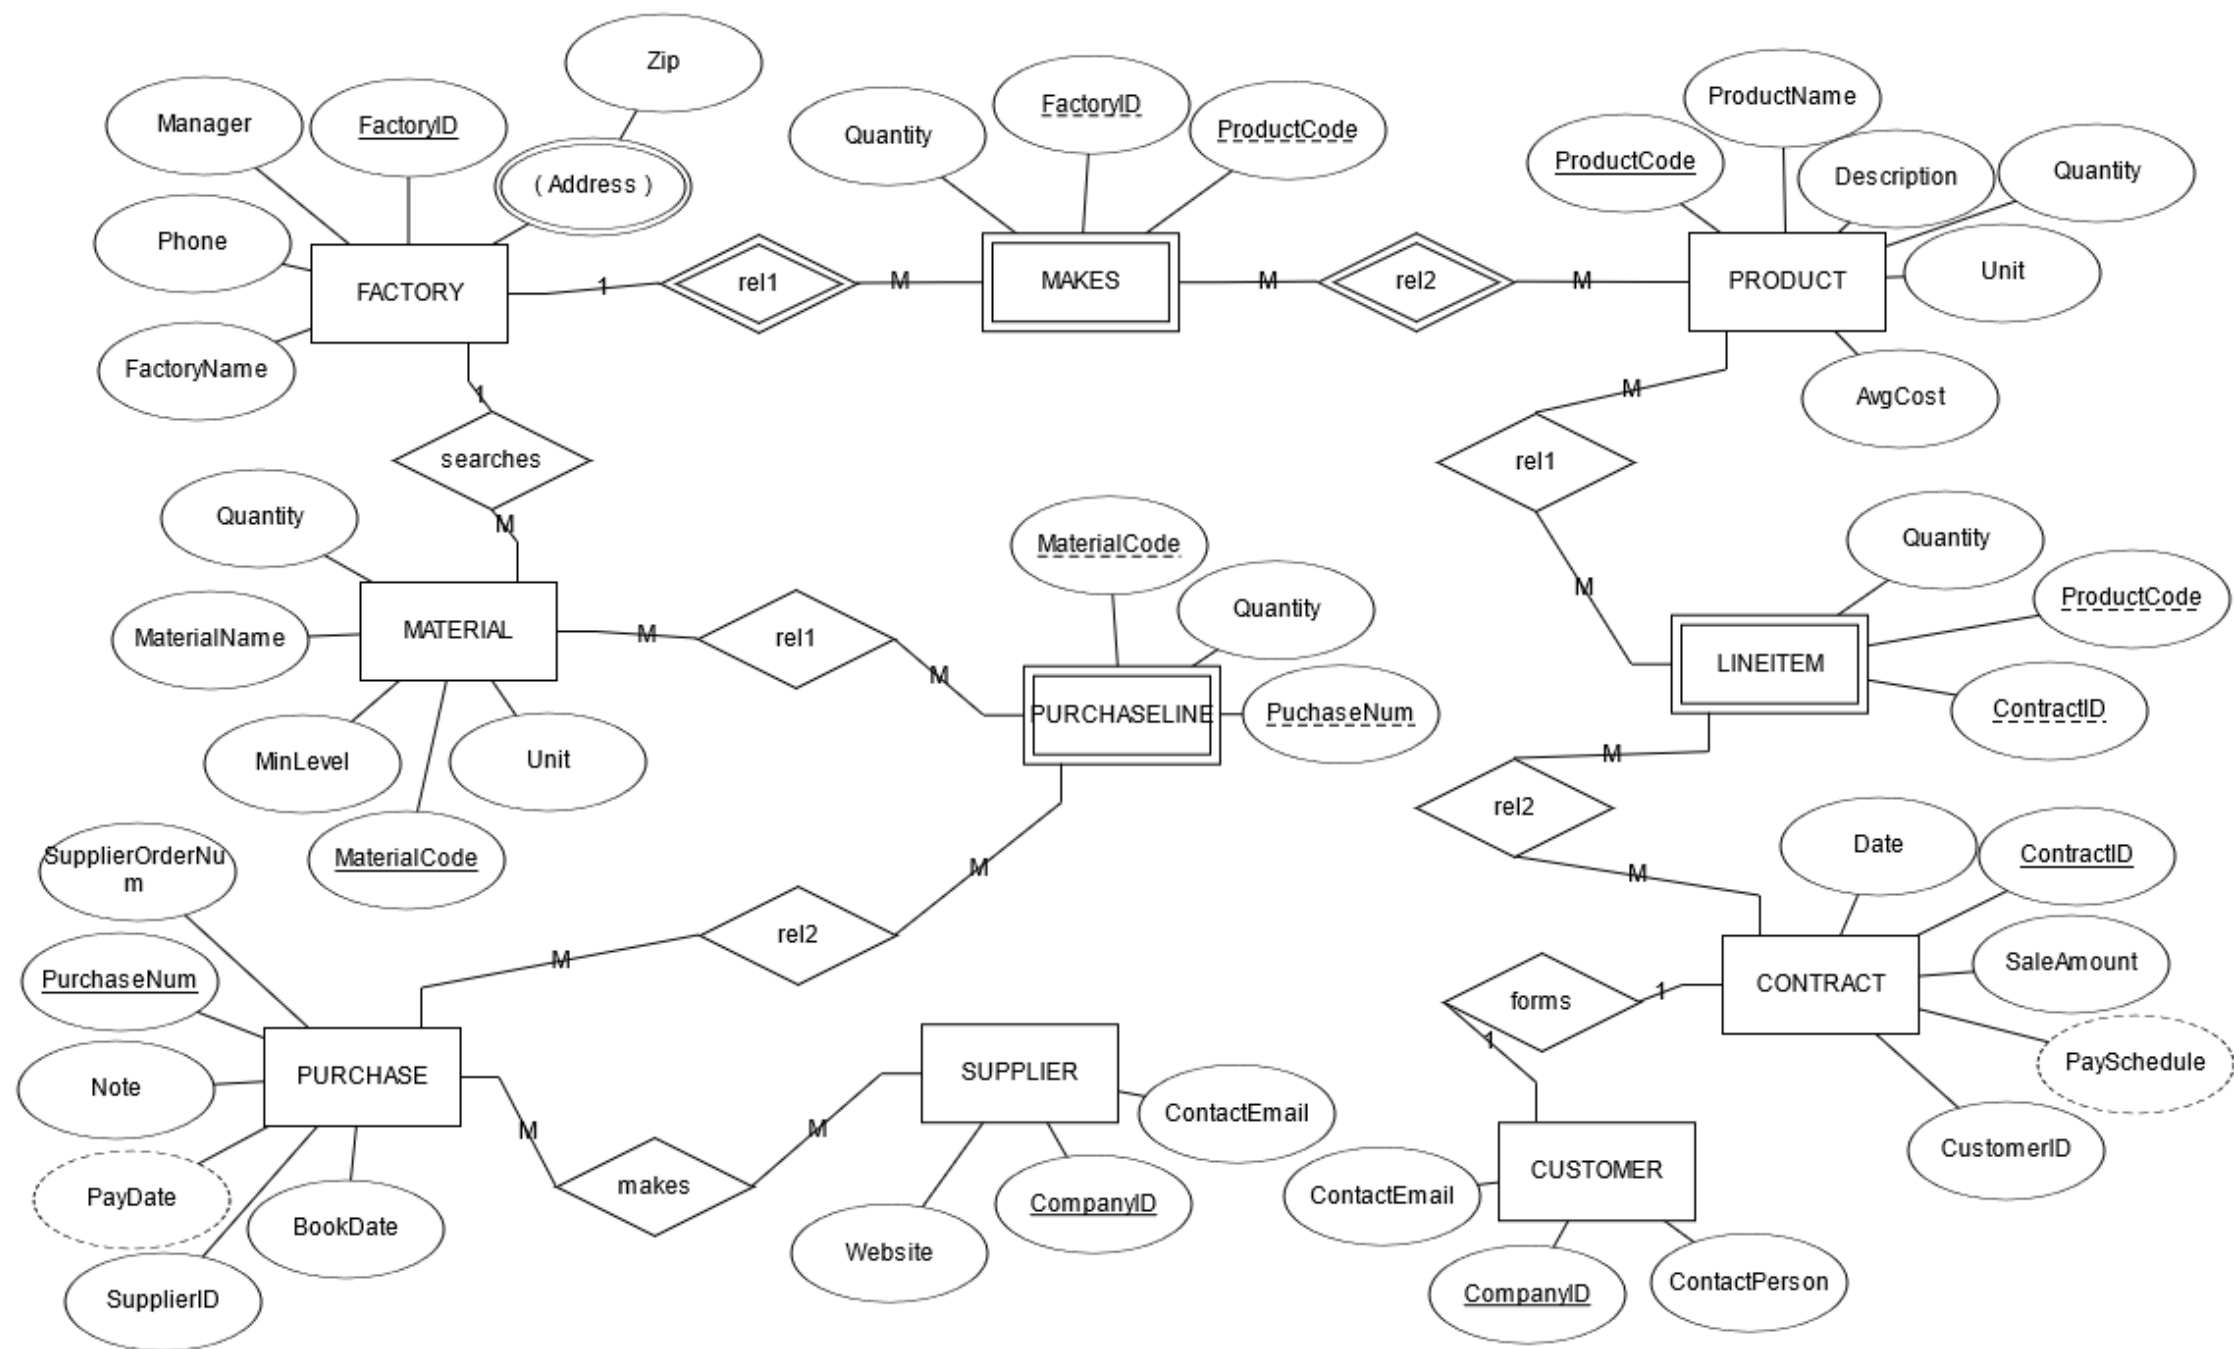 Zip
Manager
FactoryID
( Address )
Phone
FACTORY
FactoryName
1
rel1
M
Quantity
FactoryID
ProductCode
MAKES
M
rel2
M
ProductName
ProductCode
Description
Quantity
PRODUCT
Unit
AvgCost
1
searches
M
Quantity
MaterialName
MATERIAL
MinLevel
Unit
MaterialCode
M
rel1
M
MaterialCode
Quantity
PURCHASELINE
PuchaseNum
M
rel1
M
Quantity
ProductCode
LINEITEM
ContractID
M
rel2
M
Date
ContractID
SaleAmount
CONTRACT
PaySchedule
CustomerID
1
forms
1
SupplierOrderNu
m
PurchaseNum
Note
PURCHASE
PayDate
BookDate
SupplierID
M
rel2
M
M
makes
M
SUPPLIER
ContactEmail
Website
CompanyID
CUSTOMER
ContactEmail
CompanyID
ContactPerson